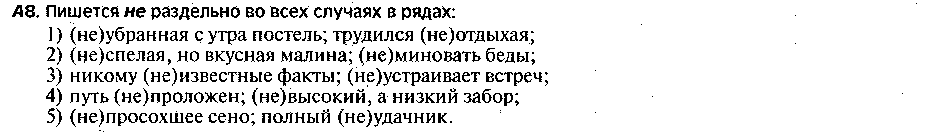 А8. Пишется не раздельно во всех случаях в рядах:
1) (не)убранная с утра постель; трудился (не)отдыхая;
2) (не)спелая, но вкусная малина; (не)миновать беды;
3) никому (не)известные факты; (не)устраивает встреч;
4) путь (не)проложен; (не)высокий, а низкий забор;
5) (не)просохшее сено; полный (не)удачник.